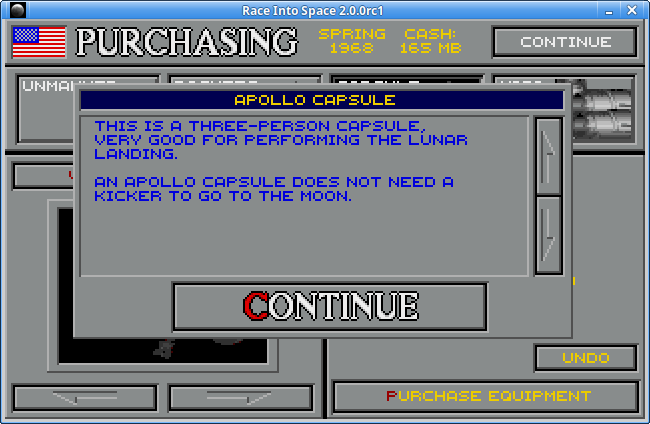 Race Into Space 2.0.0rc1
PURCHASING
SPRING
1968
CASH:
165 MB
CONTINUE
APOLLO CAPSULE
THIS IS A THREE-PERSON CAPSULE,
VERY GOOD FOR PERFORMING THE LUNAR
LANDING.
AN APOLLO CAPSULE DOES NOT NEED A
KICKER TO GO TO THE MOON.
CONTINUE
UNDO
PURCHASE EQUIPMENT